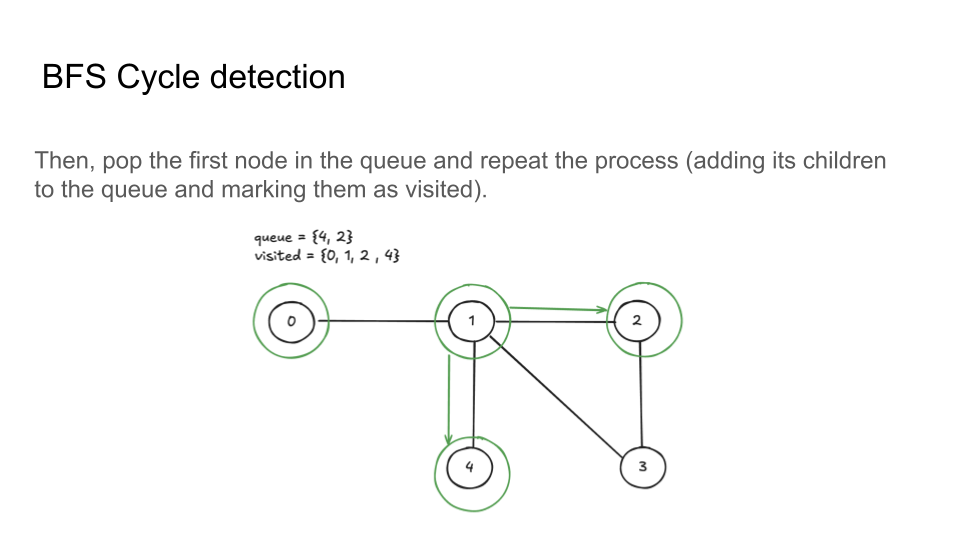 BFS Cycle detection
Then, pop the first node in the queue and repeat the process (adding its children
to the queue and marking them as visited).
queue = {4, 2}
visited = {0, 1, 2 , 4}
0
1
2
4
3